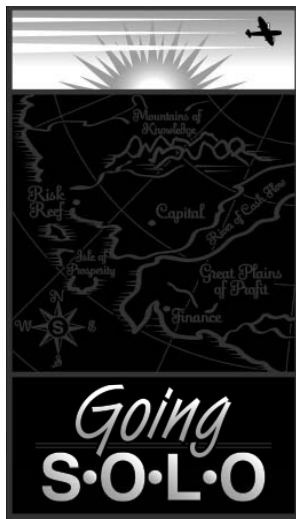 Mountains of
Knowledge
Risk
Reef
Capital
River of Cash Flow
Isle of
Prosperity
Great Plains
of Profit
N
W S E
S
Finance
Going
S•O•L•O